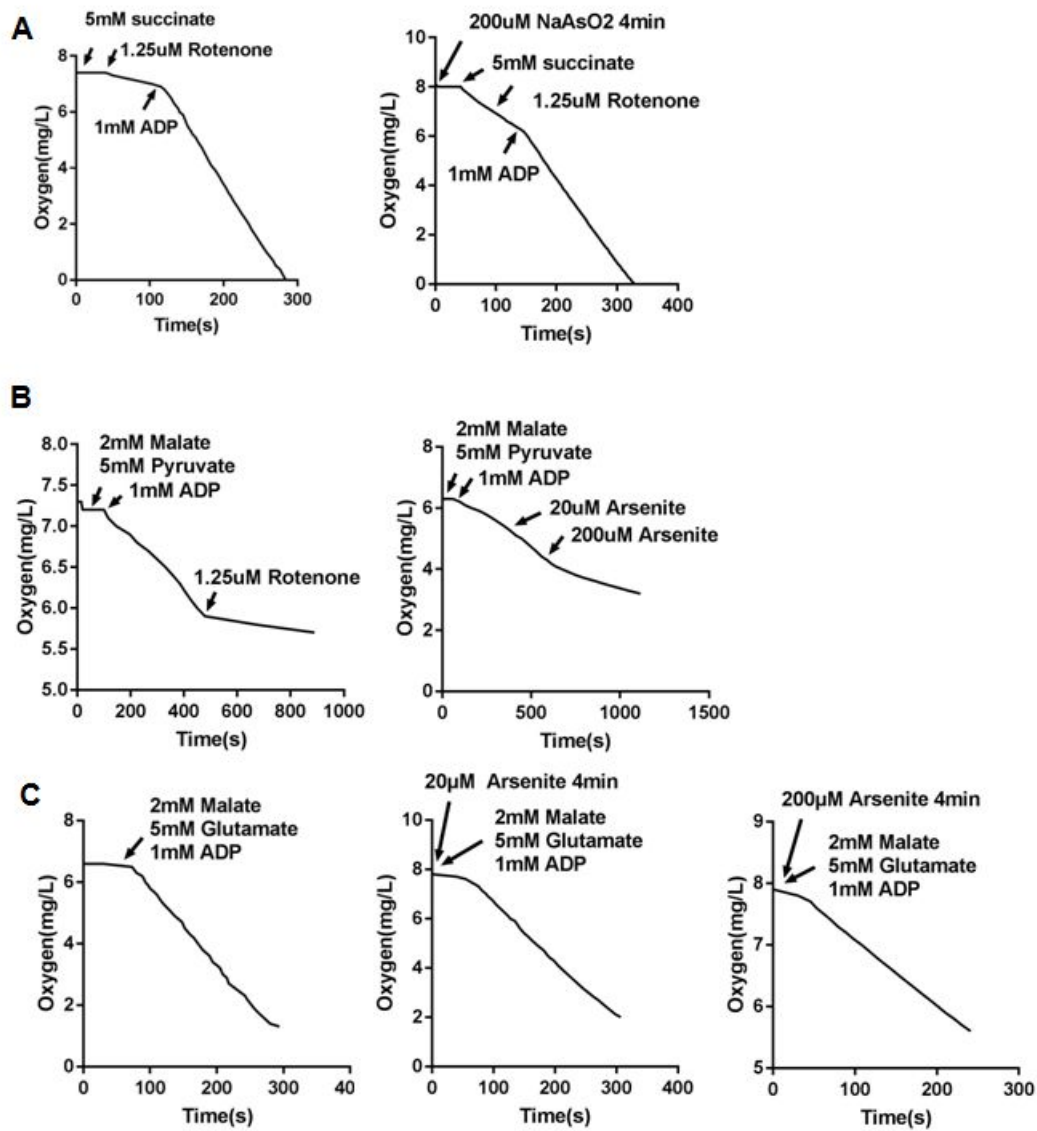 A
5mM succinate
1.25uM Rotenone
1mM ADP
Oxygen(mg/L)
8
6
4
2
0
0 100 200 300
Time(s)
200uM NaAsO2 4min
5mM succinate
1.25uM Rotenone
1mM ADP
Oxygen(mg/L)
10
8
6
4
2
0
0 100 200 300 400
Time(s)
B
2mM Malate
5mM Pyruvate
1mM ADP
1.25uM Rotenone
Oxygen(mg/L)
8.0
7.5
7.0
6.5
6.0
5.5
5.0
0 200 400 600 800 1000
Time(s)
2mM Malate
5mM Pyruvate
1mM ADP
20uM Arsenite
200uM Arsenite
Oxygen(mg/L)
8
6
4
2
0
0 500 1000 1500
Time(s)
C
2mM Malate
5mM Glutamate
1mM ADP
Oxygen(mg/L)
8
6
4
2
0
0 100 200 300 40
Time(s)
20µM Arsenite 4min
2mM Malate
5mM Glutamate
1mM ADP
Oxygen(mg/L)
10
8
6
4
2
0
0 100 200 300 400
Time(s)
200µM Arsenite 4min
2mM Malate
5mM Glutamate
1mM ADP
Oxygen(mg/L)
9
8
7
6
5
0 100 200 300
Time(s)